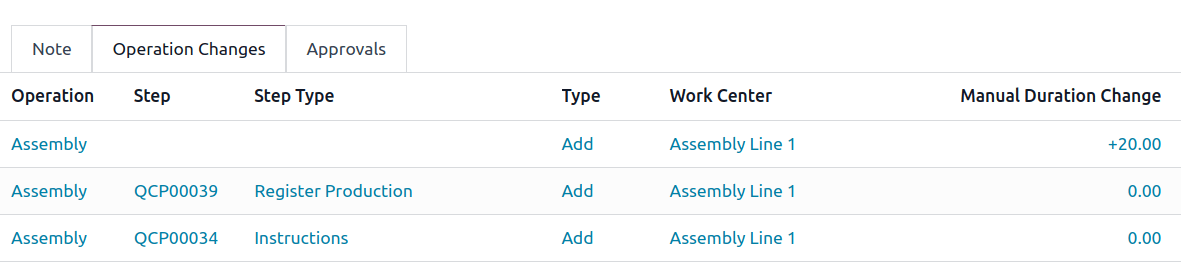 Note Operation Changes Approvals
Operation Step Step Type Type Work Center Manual Duration Change
Assembly Add Assembly Line 1 +20.00
Assembly QCP00039 Register Production Add Assembly Line 1 0.00
Assembly QCP00034 Instructions Add Assembly Line 1 0.00